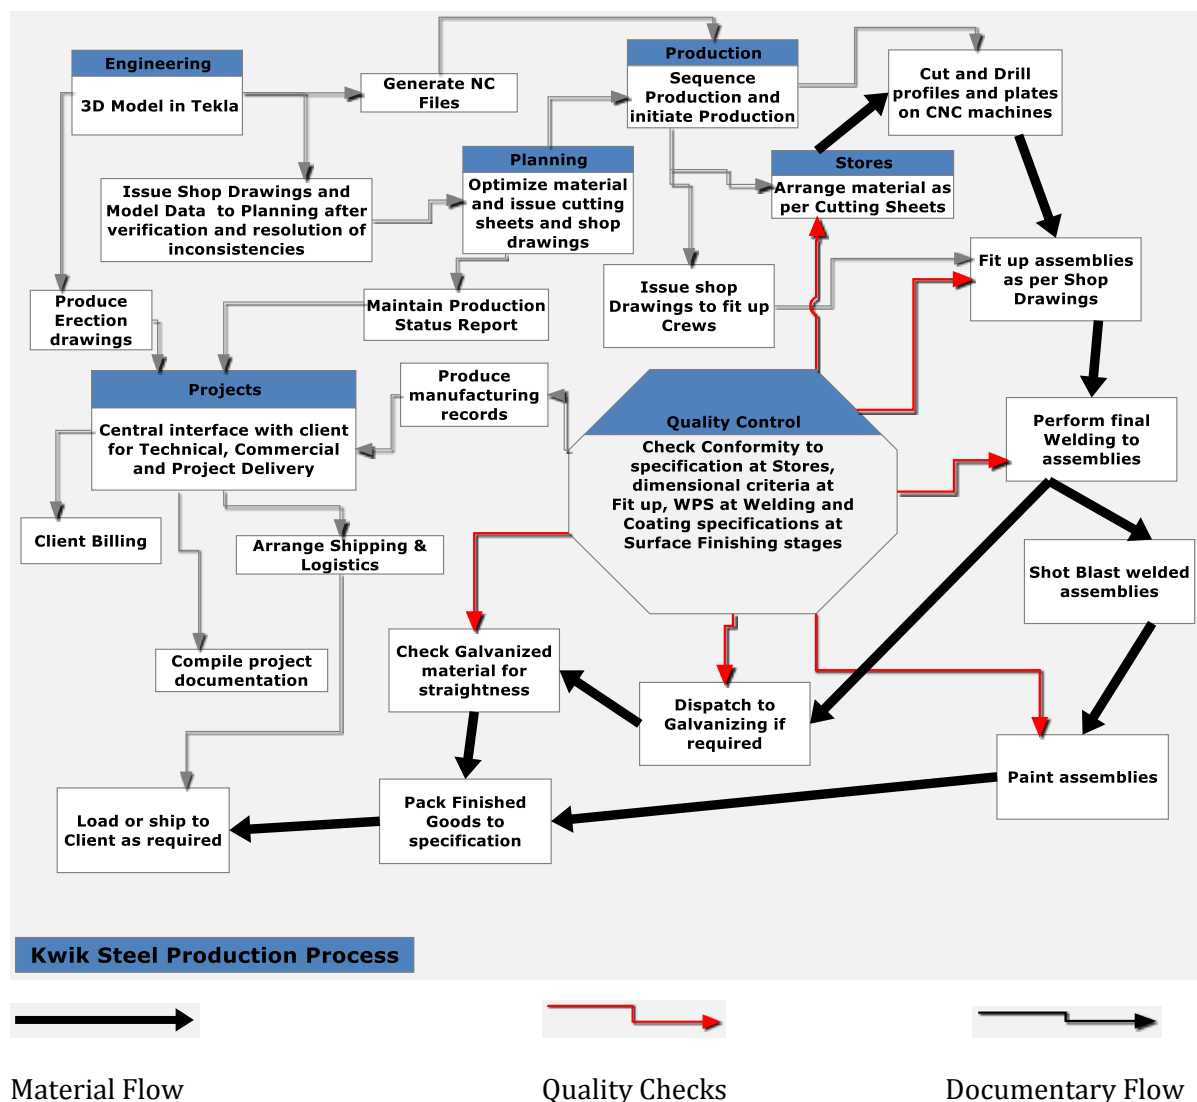 Engineering
3D Model in Tekla
Generate NC
Files
Production
Sequence
Production and
initiate Production
Cut and Drill
profiles and plates
on CNC machines
Issue Shop Drawings and
Model Data to Planning after
verification and resolution of
inconsistencies
Planning
Optimize material
and issue cutting
sheets and shop
drawings
Stores
Arrange material as
per Cutting Sheets
Produce
Erection
drawings
Maintain Production
Status Report
Issue shop
Drawings to fit up
Crews
Fit up assemblies
as per Shop
Drawings
Projects
Central interface with client
for Technical, Commercial
and Project Delivery
Produce
manufacturing
records
Quality Control
Check Conformity to
specification at Stores,
dimensional criteria at
Fit up, WPS at Welding and
Coating specifications at
Surface Finishing stages
Perform final
Welding to
assemblies
Client Billing
Arrange Shipping &
Logistics
Shot Blast welded
assemblies
Compile project
documentation
Check Galvanized
material for
straightness
Dispatch to
Galvanizing if
required
Paint assemblies
Load or ship to
Client as required
Pack Finished
Goods to
specification
Kwik Steel Production Process
Material Flow
Quality Checks
Documentary Flow